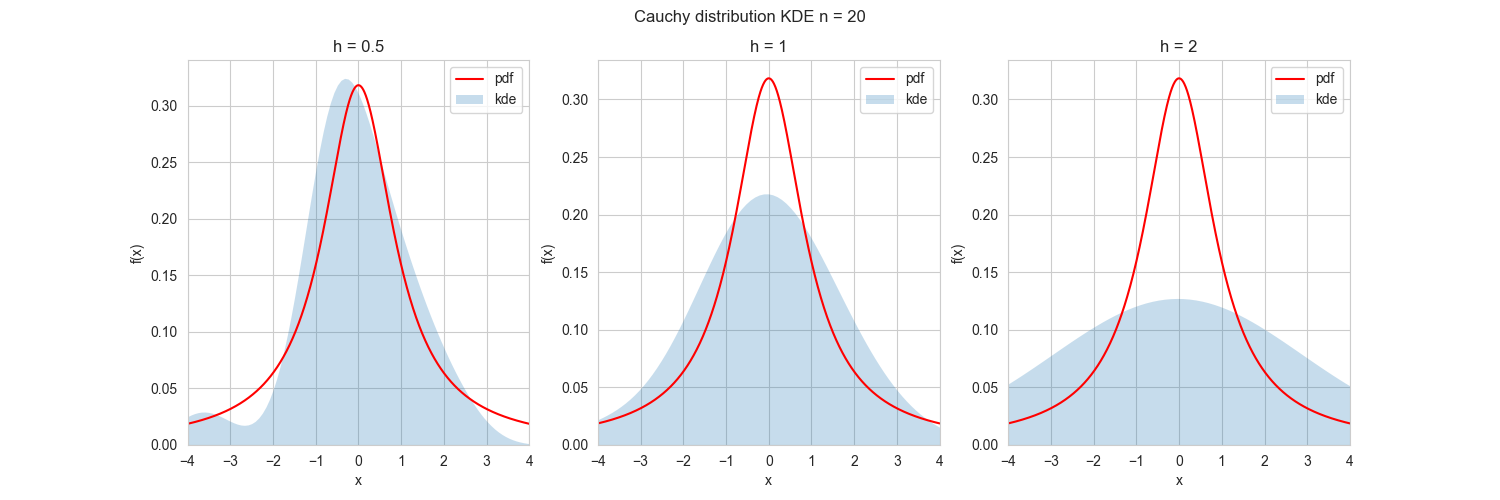 Cauchy distribution KDE n = 20
h = 0.5
pdf
kde
f(x)
0.30
0.25
0.20
0.15
0.10
0.05
0.00
−4 −3 −2 −1 0 1 2 3 4
x
h = 1
pdf
kde
f(x)
0.30
0.25
0.20
0.15
0.10
0.05
0.00
−4 −3 −2 −1 0 1 2 3 4
x
h = 2
pdf
kde
f(x)
0.30
0.25
0.20
0.15
0.10
0.05
0.00
−4 −3 −2 −1 0 1 2 3 4
x